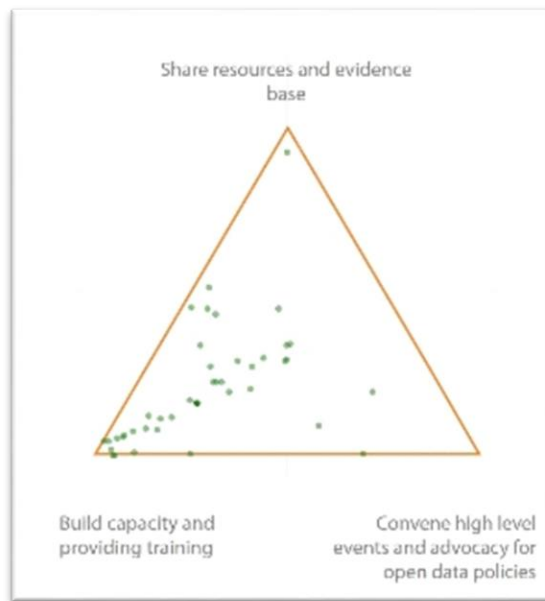 Share resources and evidence
base
Build capacity and
providing training
Convene high level
events and advocacy for
open data policies